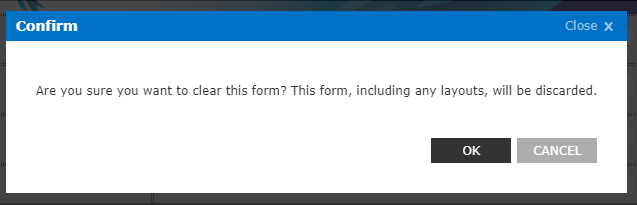 Confirm
Close x
Are you sure you want to clear this form? This form, including any layouts, will be discarded.
OK
CANCEL